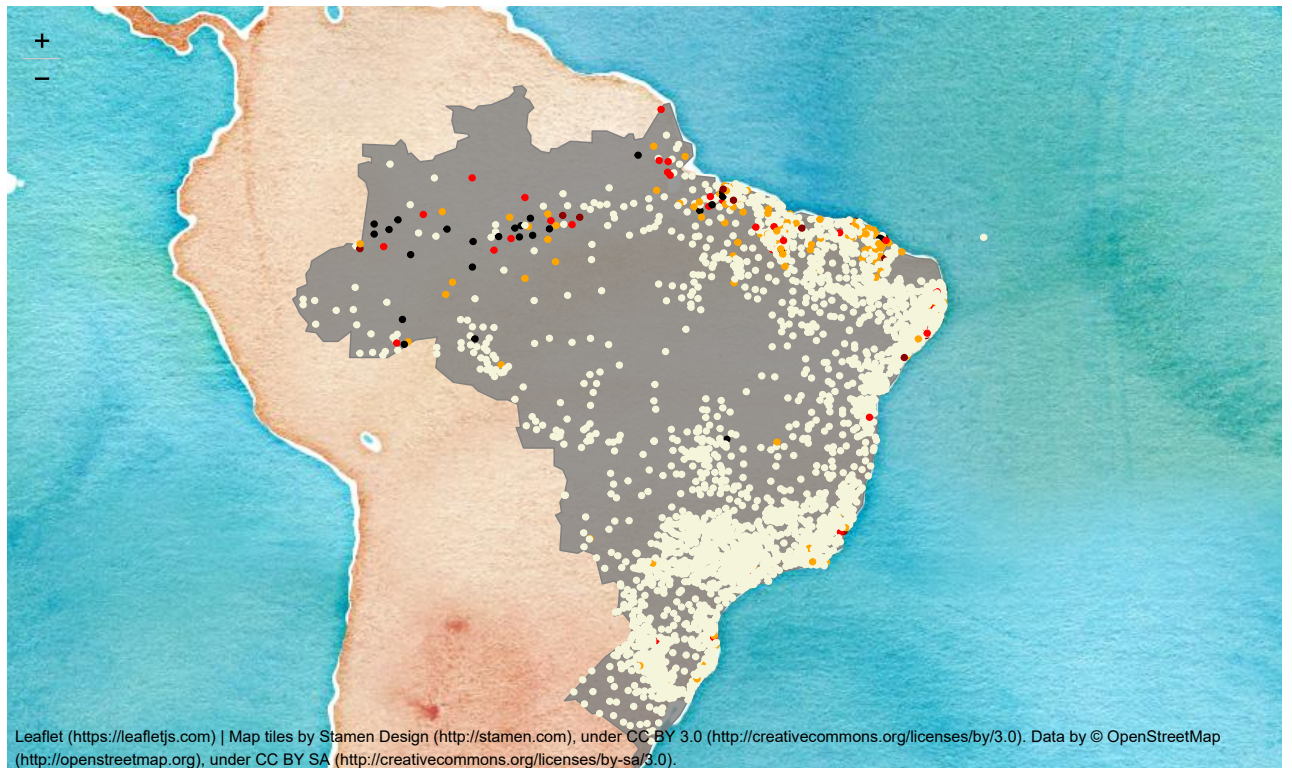 +
−
Leaflet (https://leafletjs.com) | Map tiles by Stamen Design (http://stamen.com), under CC BY 3.0 (http://creativecommons.org/licenses/by/3.0). Data by © OpenStreetMap
(http://openstreetmap.org), under CC BY SA (http://creativecommons.org/licenses/by-sa/3.0).